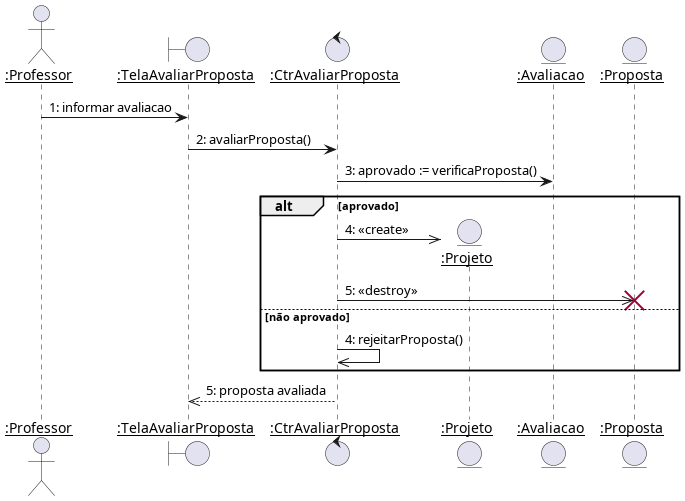 :Professor :TelaAvaliarProposta :CtrAvaliarProposta :Avaliacao :Proposta
1: informar avaliacao
2: avaliarProposta()
3: aprovado := verificaProposta()
alt [aprovado]
4: «create»
:Projeto
5: «destroy»
[não aprovado]
4: rejeitarProposta()
5: proposta avaliada
:Professor :TelaAvaliarProposta :CtrAvaliarProposta :Projeto :Avaliacao :Proposta